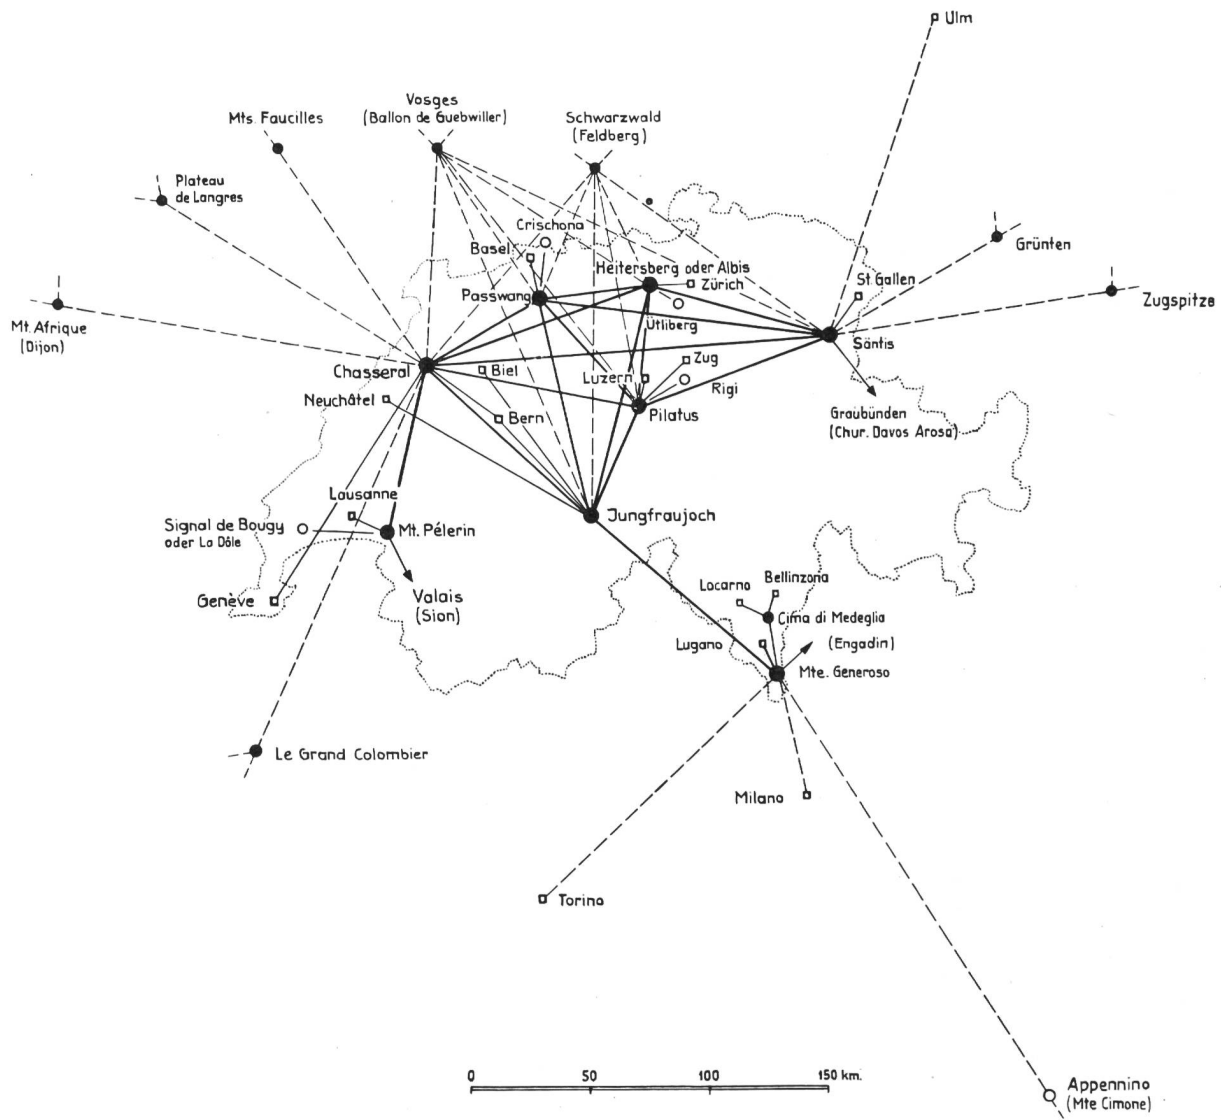 Ulm
Vosges
(Ballon de Guebwiller)
Mts. Faucilles
Schwarzwald
(Feldberg)
Plateau
de Langres
Crischona
Basel
Grünten
Heitersberg oder Albis
Zürich
St. Gallen
Passwang
Ütliberg
Zugspitze
Mt. Afrique
(Dijon)
Säntis
Zug
Chasseral
Biel
Luzern
Rigi
Neuchâtel
Bern
Pilatus
Graubünden
(Chur. Davos Arosa)
Lausanne
Signal de Bougy
oder La Dôle
Mt. Pélerin
Jungfraujoch
Genève
Valais
(Sion)
Locarno
Bellinzona
Cima di Medeglia
Lugano
(Engadin)
Mte. Generoso
Le Grand Colombier
Milano
Torino
0 50 100 150 km.
Appennino
(Mte Cimone)